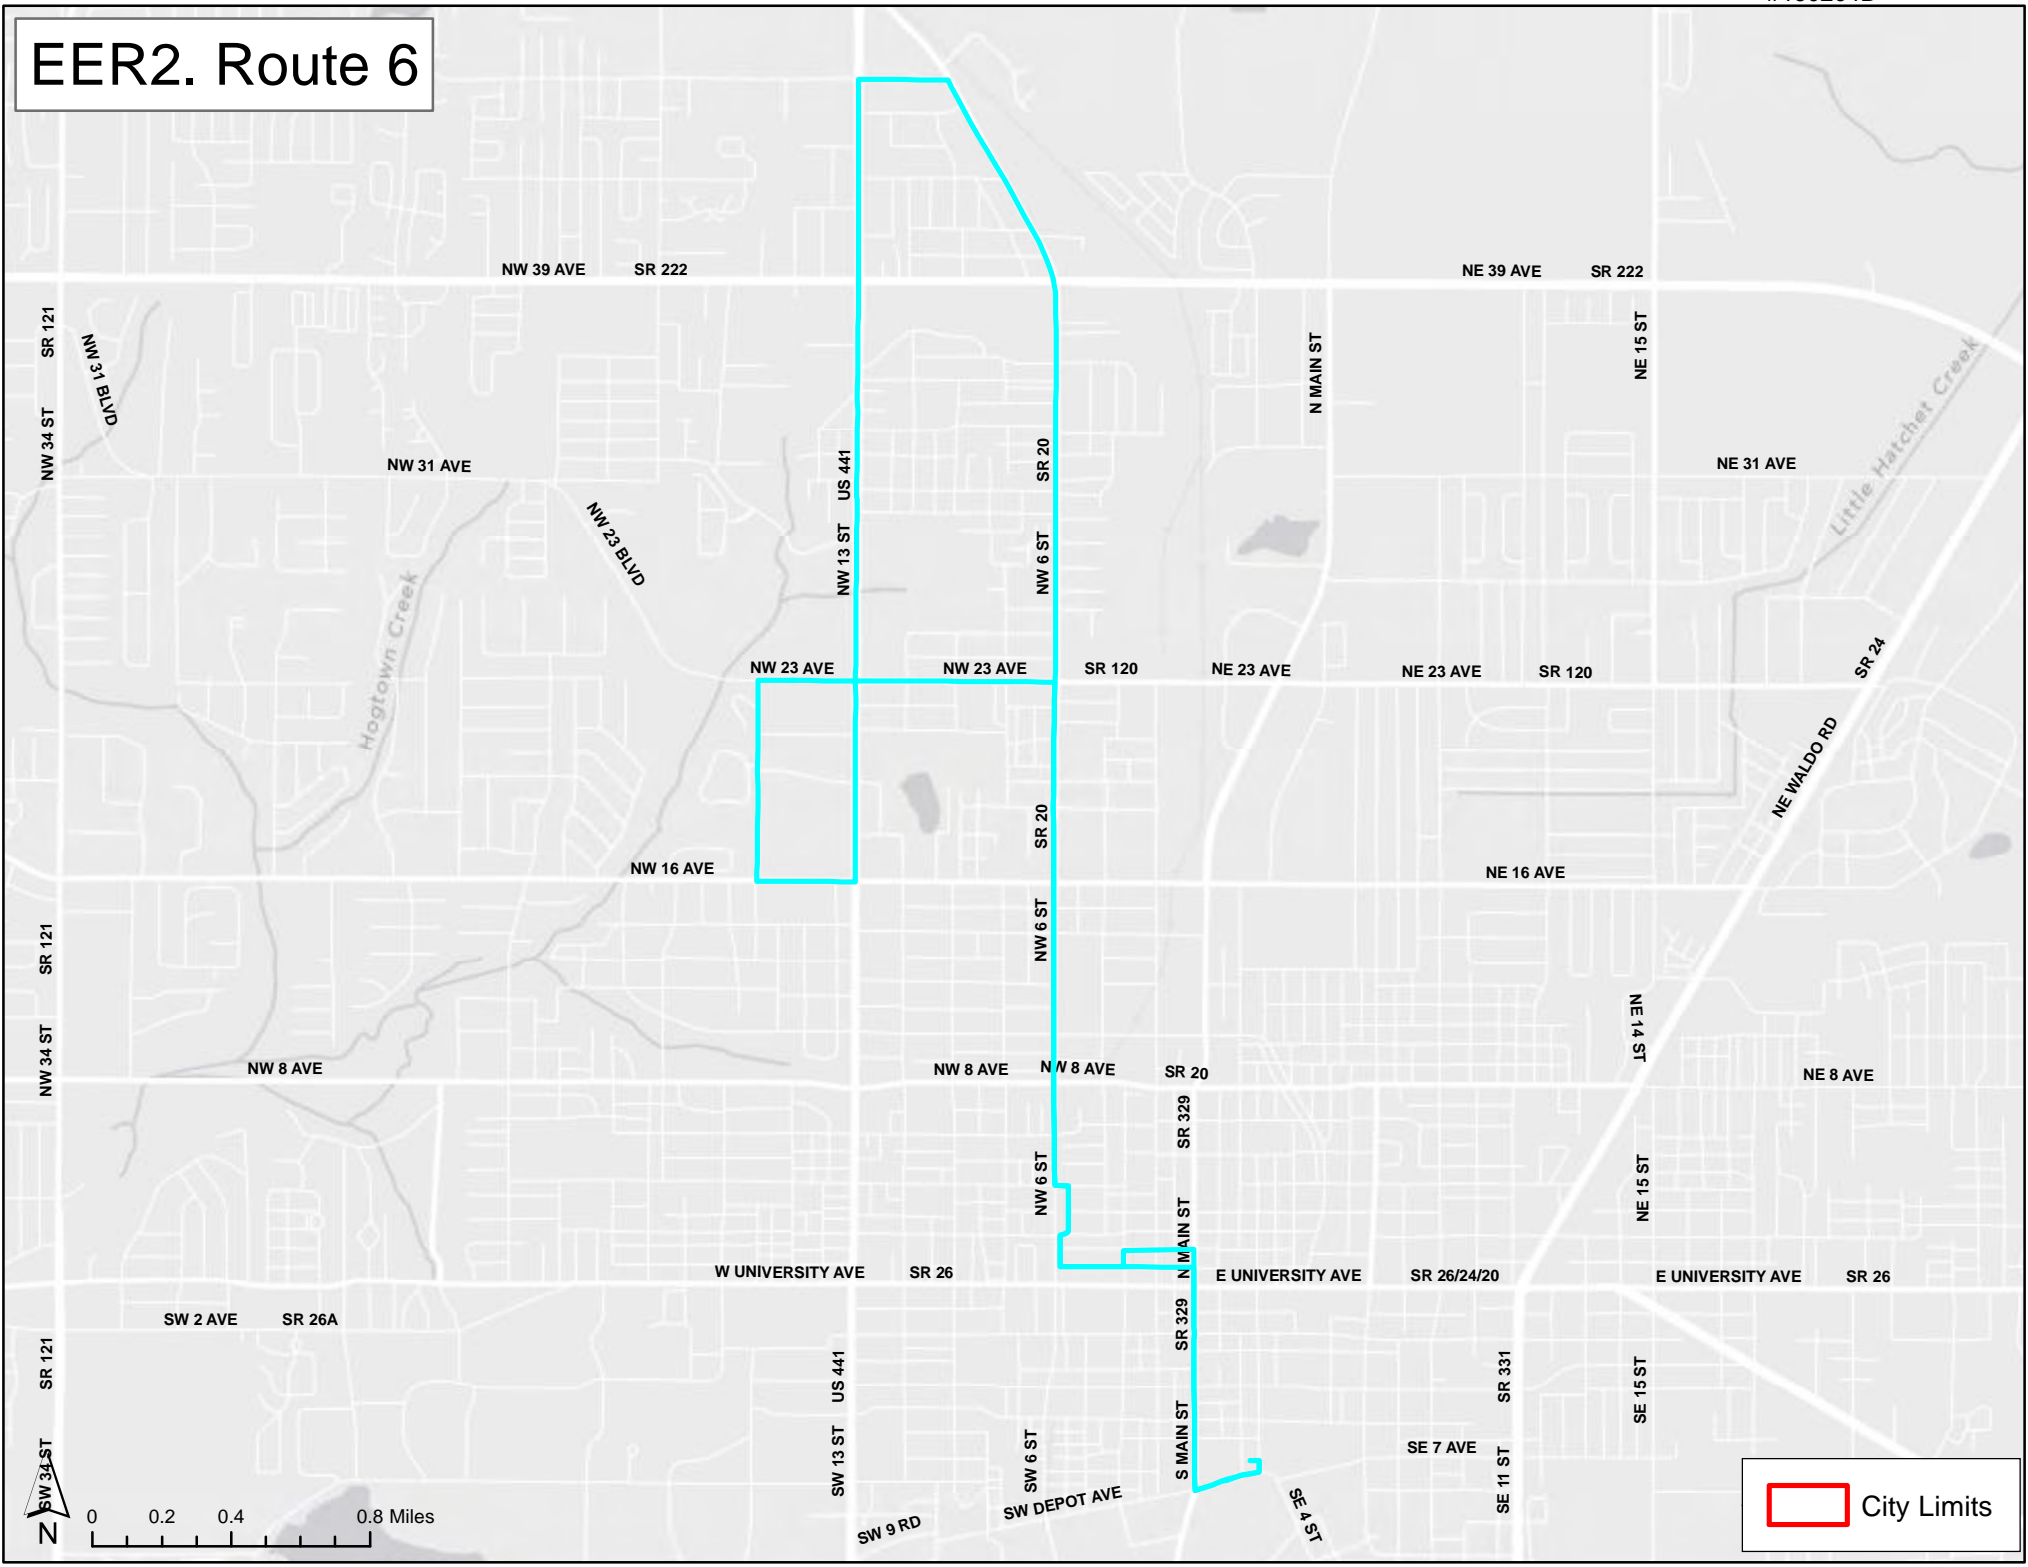 EER2. Route 6
NW 39 AVE SR 222
NE 39 AVE SR 222
SR 121
NW 31 BLVD
N MAIN ST
NE 15 ST
Little Hatchet Creek
NW 34 ST
NW 31 AVE
US 441
SR 20
NE 31 AVE
NW 23 BLVD
NW 13 ST
NW 6 ST
Hogtown Creek
NW 23 AVE
NW 23 AVE
SR 120
NE 23 AVE
NE 23 AVE
SR 120
SR 24
NE WALDO RD
SR 20
NW 16 AVE
NE 16 AVE
SR 121
NW 6 ST
NE 14 ST
NW 34 ST
NW 8 AVE
NW 8 AVE
NW 8 AVE
SR 20
NE 8 AVE
SR 329
NW 6 ST
NE 15 ST
N MAIN ST
W UNIVERSITY AVE SR 26
E UNIVERSITY AVE SR 26/24/20
E UNIVERSITY AVE SR 26
SW 2 AVE SR 26A
SR 329
SR 121
US 441
SR 331
SE 15 ST
SW 34 ST
SW 13 ST
SW 6 ST
S MAIN ST
SE 7 AVE
SE 11 ST
SW DEPOT AVE
SW 9 RD
SE 4 ST
N
0 0.2 0.4 0.8 Miles
City Limits